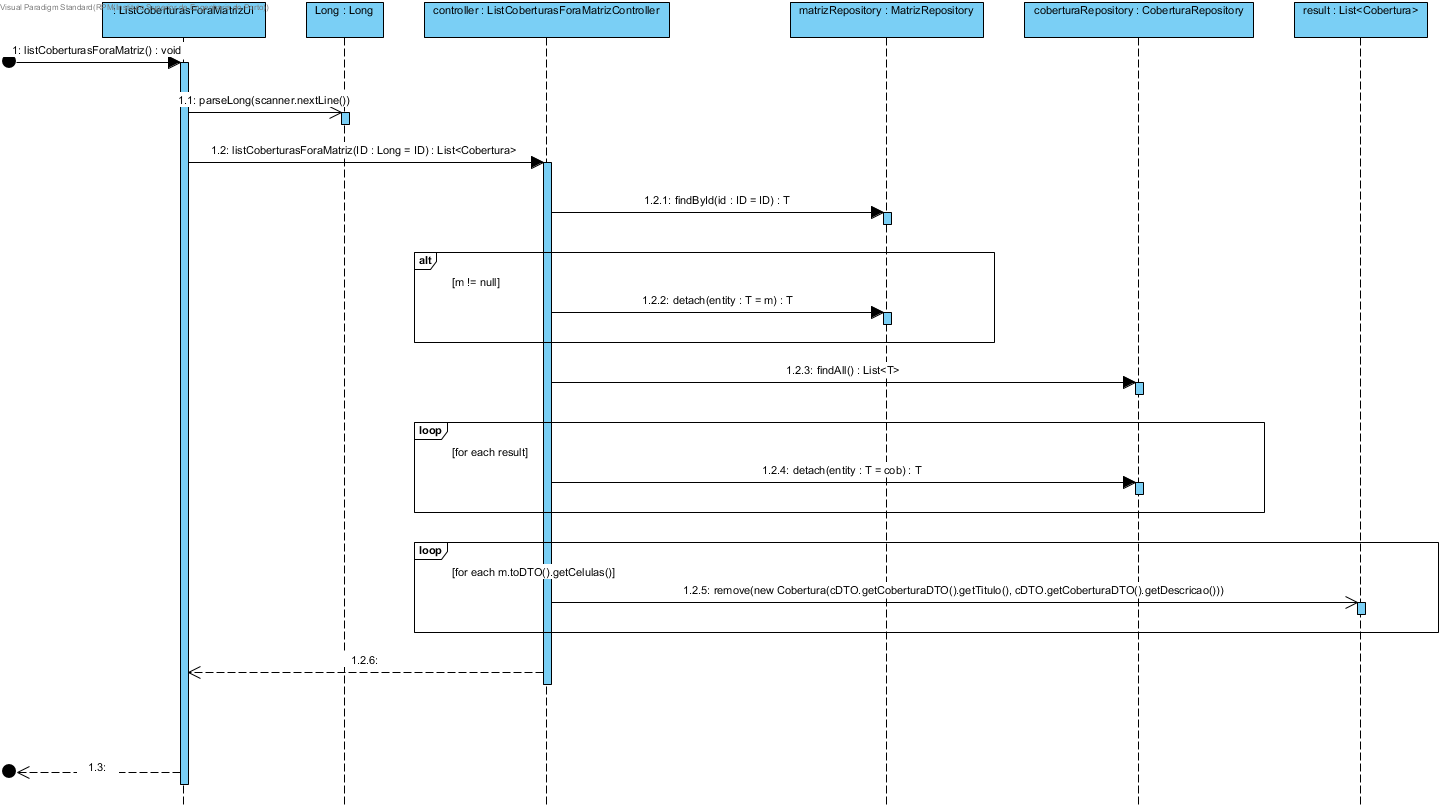 Visual Paradigm Standard
: ListCoberturasForaMatrizUI
Long : Long
controller : ListCoberturasForaMatrizController
matrizRepository : MatrizRepository
coberturaRepository : CoberturaRepository
result : List<Cobertura>
1: listCoberturasForaMatriz() : void
1.1: parseLong(scanner.nextLine())
1.2: listCoberturasForaMatriz(ID : Long = ID) : List<Cobertura>
1.2.1: findById(id : ID = ID) : T
alt
[m != null]
1.2.2: detach(entity : T = m) : T
1.2.3: findAll() : List<T>
loop
[for each result]
1.2.4: detach(entity : T = cob) : T
loop
[for each m.toDTO().getCelulas()]
1.2.5: remove(new Cobertura(cDTO.getCoberturaDTO().getTitulo(), cDTO.getCoberturaDTO().getDescricao()))
1.2.6:
1.3: